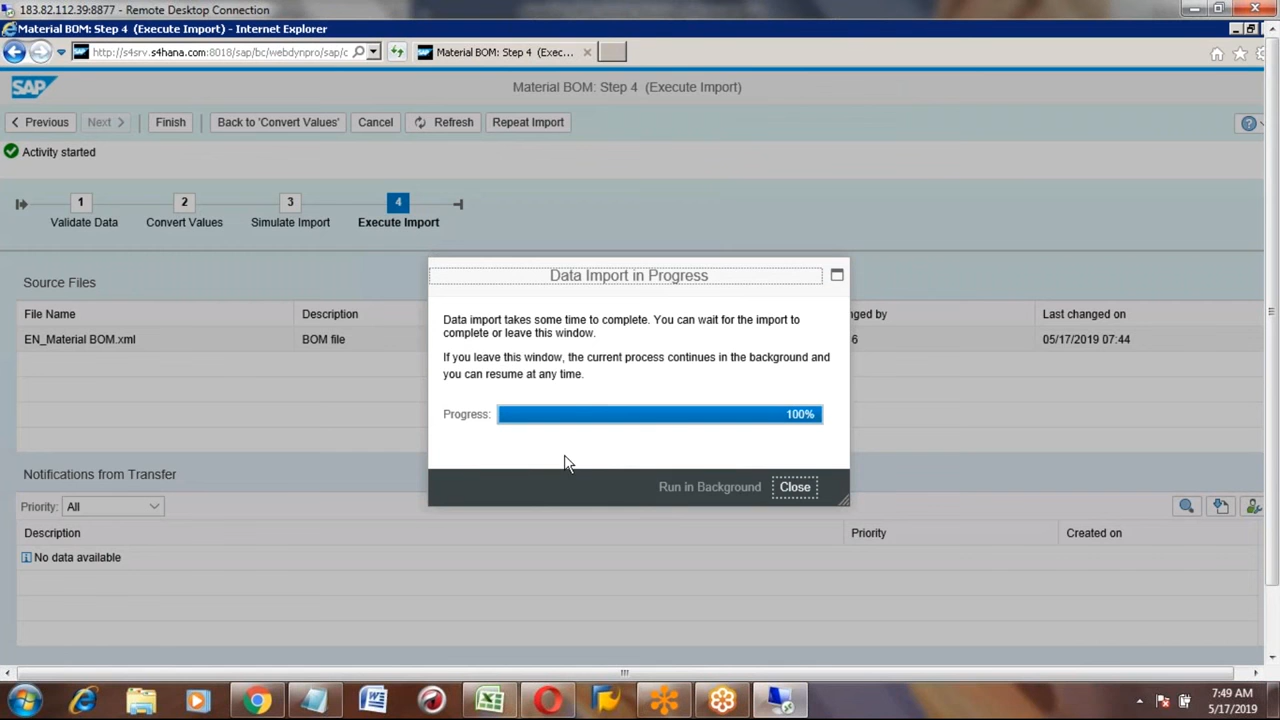 183.82.112.39:8877 - Remote Desktop Connection
Material BOM: Step 4 (Execute Import) - Internet Explorer
http://s4srv.s4hana.com:8018/sap/bc/webdynpro/sap/c
Material BOM: Step 4 (Exec...
SAP
Material BOM: Step 4 (Execute Import)
Previous
Next
Finish
Back to 'Convert Values'
Cancel
Refresh
Repeat Import
Activity started
1
2
3
4
Validate Data
Convert Values
Simulate Import
Execute Import
Data Import in Progress
Source Files
File Name
Description
ged by
Last changed on
EN_Material BOM.xml
BOM file
6
05/17/2019 07:44
Data import takes some time to complete. You can wait for the import to
complete or leave this window.
If you leave this window, the current process continues in the background and
you can resume at any time.
Progress:
100%
Run in Background
Close
Notifications from Transfer
Priority:
All
Description
Priority
Created on
No data available
7:49 AM
5/17/2019